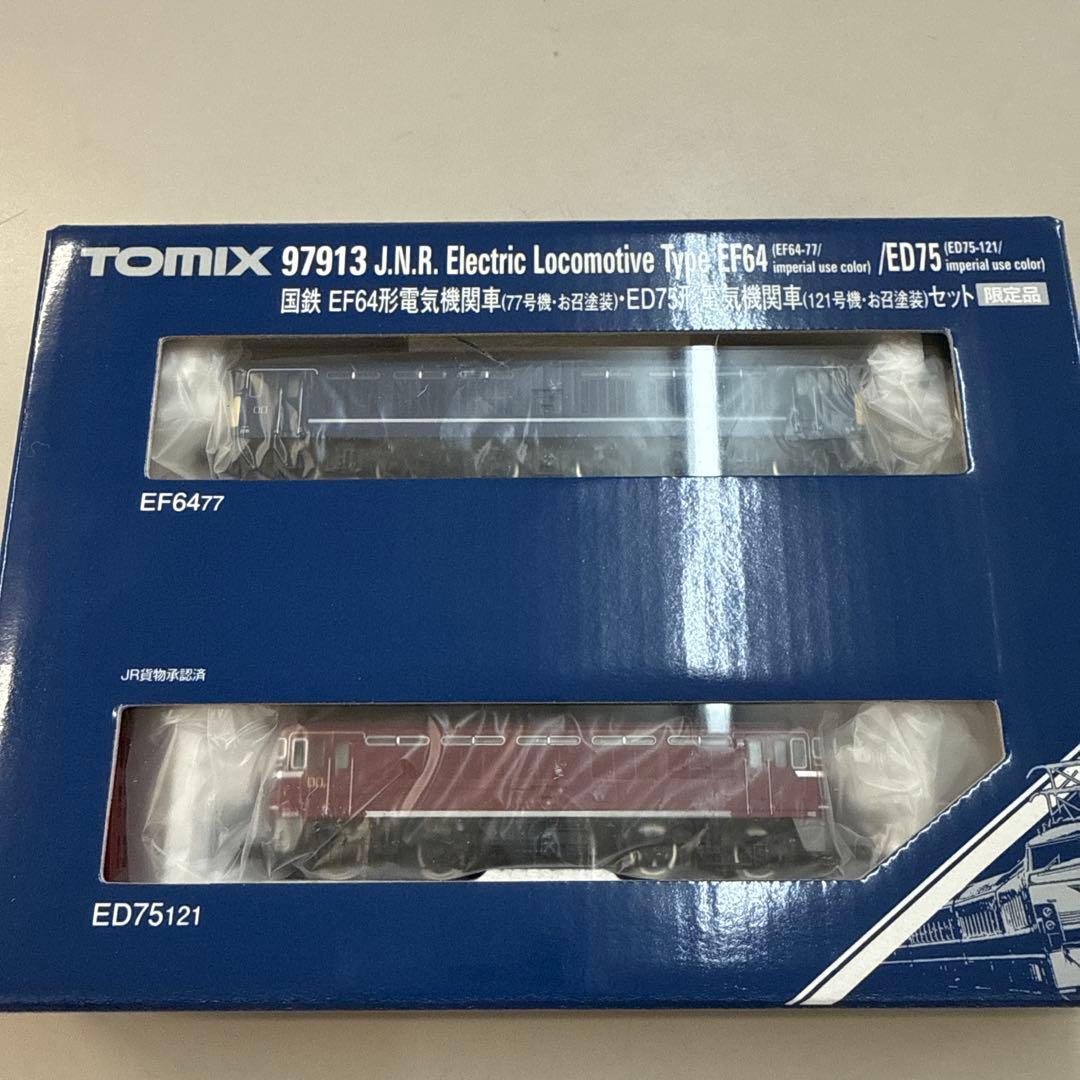 TOMIX 97913 J.N.R. Electric Locomotive Type EF64 (EF64-77/ imperial use color) /ED75 (ED75-121/ imperial use color)
国鉄 EF64形電気機関車(77号機・お召塗装)・ED75形電気機関車(121号機・お召塗装)セット 限定品
EF6477
JR貨物承認済
ED75121